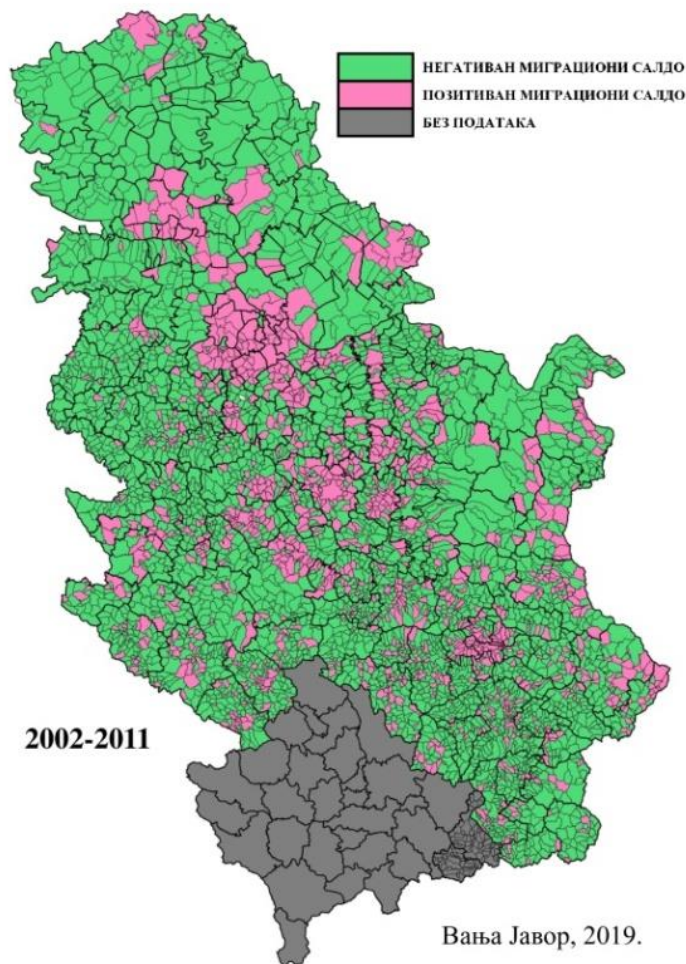 НЕГАТИВАН МИГРАЦИОНИ САЛДО
ПОЗИТИВАН МИГРАЦИОНИ САЛДО
БЕЗ ПОДАТАКА
2002-2011
Вања Јавор, 2019.